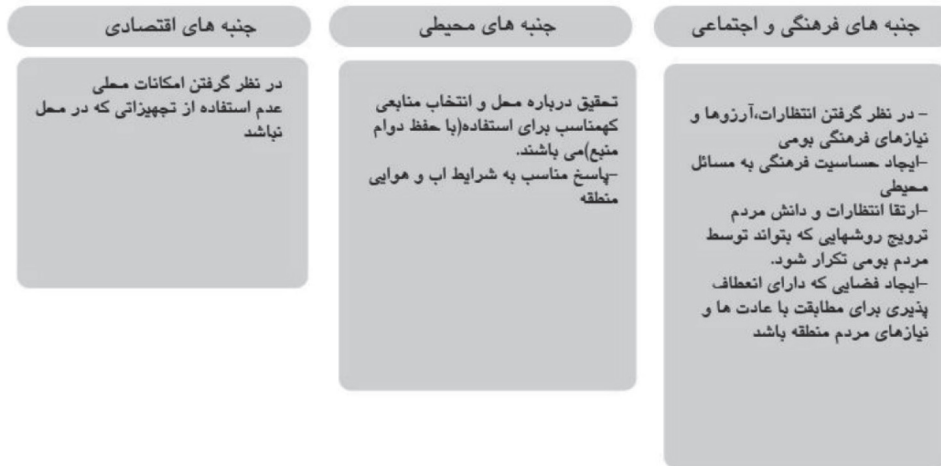 جنبه های فرهنگی و اجتماعی
– در نظر گرفتن انتظارات،آرزوها و
نیازهای فرهنگی بومی
–ایجاد حساسیت فرهنگی به مسائل
محیطی
–ارتقا انتظارات و دانش مردم
ترویج روشهایی که بتواند توسط
مردم بومی تکرار شود.
–ایجاد فضایی که دارای انعطاف
پذیری برای مطابقت با عادت ها و
نیازهای مردم منطقه باشد
جنبه های محیطی
تحقیق درباره محل و انتخاب منابعی
کهمناسب برای استفاده(با حفظ دوام
منبع)می باشند.
–پاسخ مناسب به شرایط اب و هوایی
منطقه
جنبه های اقتصادی
در نظر گرفتن امکانات محلی
عدم استفاده از تجهیزاتی که در محل
نباشد